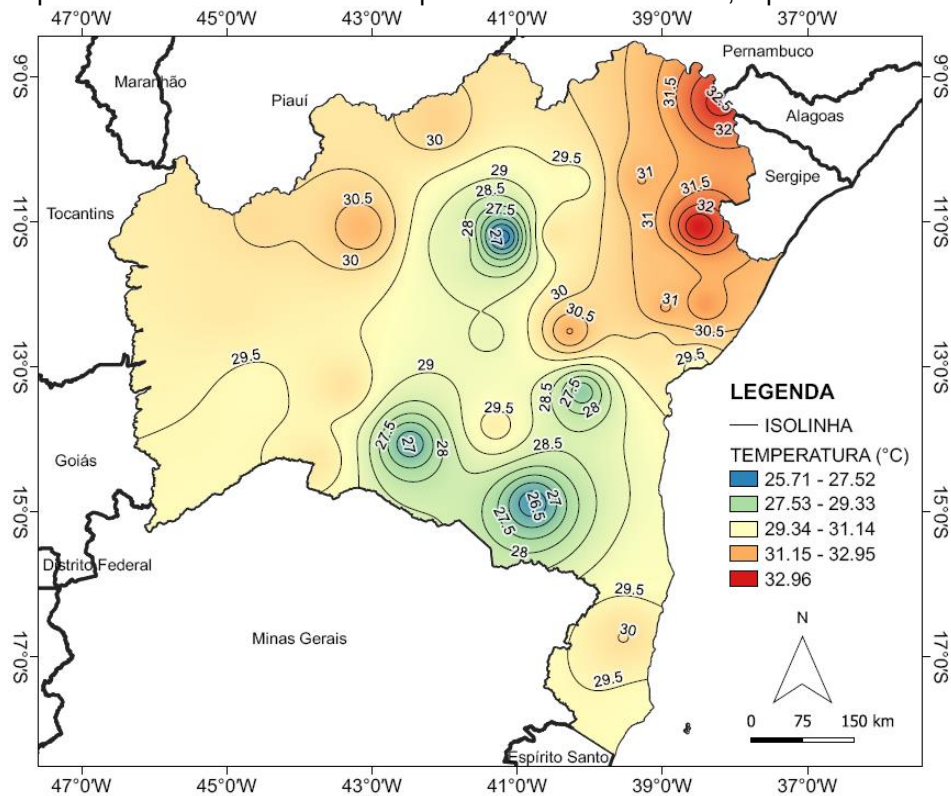 47°0'W 45°0'W 43°0'W 41°0'W 39°0'W 37°0'W
9°0'S 9°0'S
Pernambuco
Maranhão
Piauí
Alagoas
31.5
32.5
32
30
29.5
29
Sergipe
31
28.5
31.5
30.5
27.5
32
Tocantins
11°0'S 11°0'S
28
27
31
30
30
30.5
31
30.5
29.5
29.5
29
13°0'S 13°0'S
28.5
27.5
28
29.5
27.5
27
28
28.5
LEGENDA
ISOLINHA
TEMPERATURA (°C)
25.71 - 27.52
27.53 - 29.33
29.34 - 31.14
31.15 - 32.95
32.96
Goiás
15°0'S 15°0'S
27
26.5
27.5
28
Distrito Federal
29.5
30
29.5
Minas Gerais
N
17°0'S 17°0'S
0 75 150 km
Espírito Santo
47°0'W 45°0'W 43°0'W 41°0'W 39°0'W 37°0'W